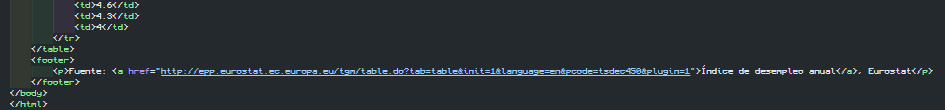 <td>4.6</td>
<td>4.3</td>
<td>4</td>
</tr>
</table>
<footer>
<p>Fuente: <a href="http://epp.eurostat.ec.europa.eu/tgm/table.do?tab=table&init=1&language=en&pcode=tsdec450&plugin=1">Índice de desempleo anual</a>, Eurostat</p>
</footer>
</body>
</html>